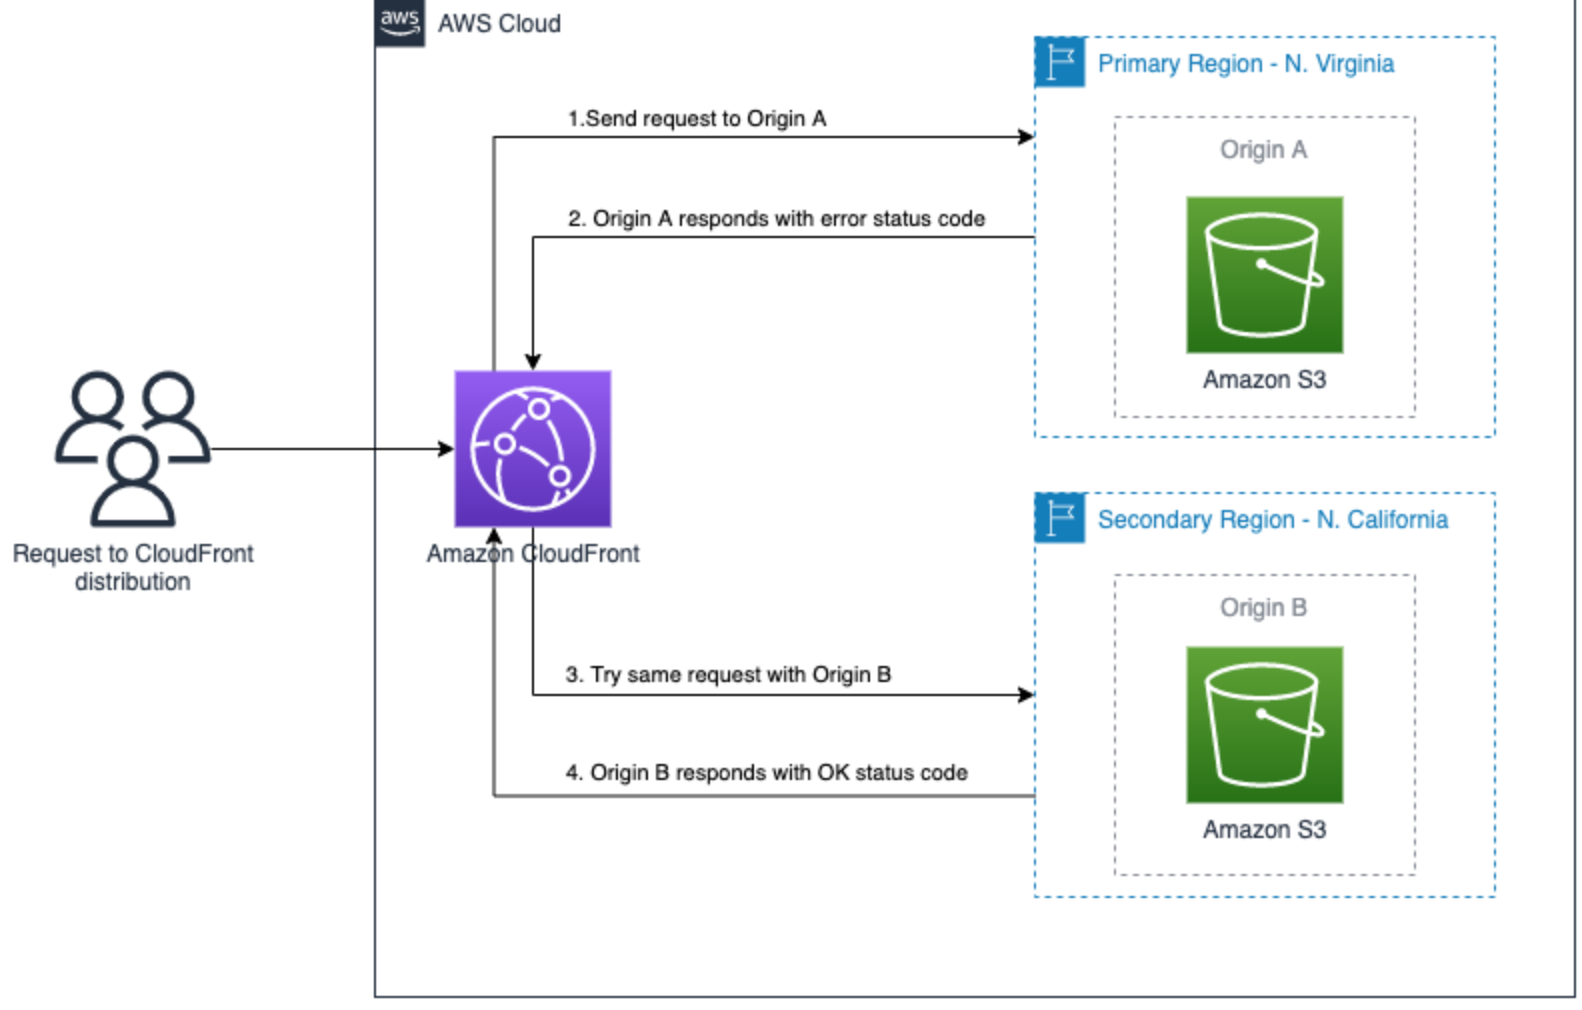 aws
AWS Cloud
Primary Region - N. Virginia
1.Send request to Origin A
Origin A
2. Origin A responds with error status code
Amazon S3
Request to CloudFront
distribution
Amazon CloudFront
Secondary Region - N. California
Origin B
3. Try same request with Origin B
4. Origin B responds with OK status code
Amazon S3